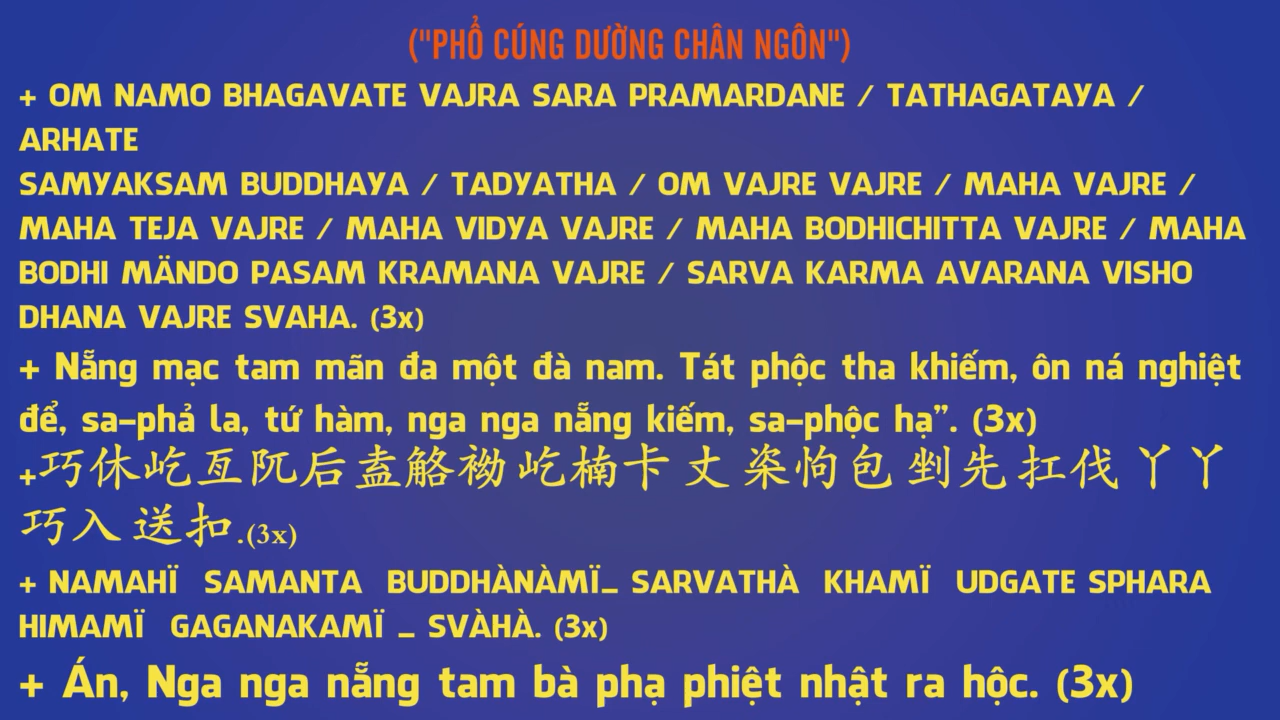 ("PHỔ CÚNG DƯỜNG CHÂN NGÔN")
+ OM NAMO BHAGAVATE VAJRA SARA PRAMARDANE / TATHAGATAYA /
ARHATE
SAMYAKSAM BUDDHAYA / TADYATHA / OM VAJRE VAJRE / MAHA VAJRE /
MAHA TEJA VAJRE / MAHA VIDYA VAJRE / MAHA BODHICHITTA VAJRE / MAHA
BODHI MÄNDO PASAM KRAMANA VAJRE / SARVA KARMA AVARANA VISHO
DHANA VAJRE SVAHA. (3x)
+ Nẵng mạc tam mãn đa một đà nam. Tát phộc tha khiếm, ôn ná nghiệt
để, sa-phả la, tứ hàm, nga nga nẵng kiếm, sa-phộc hạ”. (3x)
+巧休屹亙阢后盍觡袎屹楠卡丈栥怐包剉先扛伐丫丫
巧入送扣.(3x)
+ NAMAHÏ SAMANTA BUDDHÀNÀMÏ_ SARVATHÀ KHAMÏ UDGATE SPHARA
HIMAMÏ GAGANAKAMÏ _ SVÀHÀ. (3x)
+ Án, Nga nga nẵng tam bà phạ phiệt nhật ra hộc. (3x)